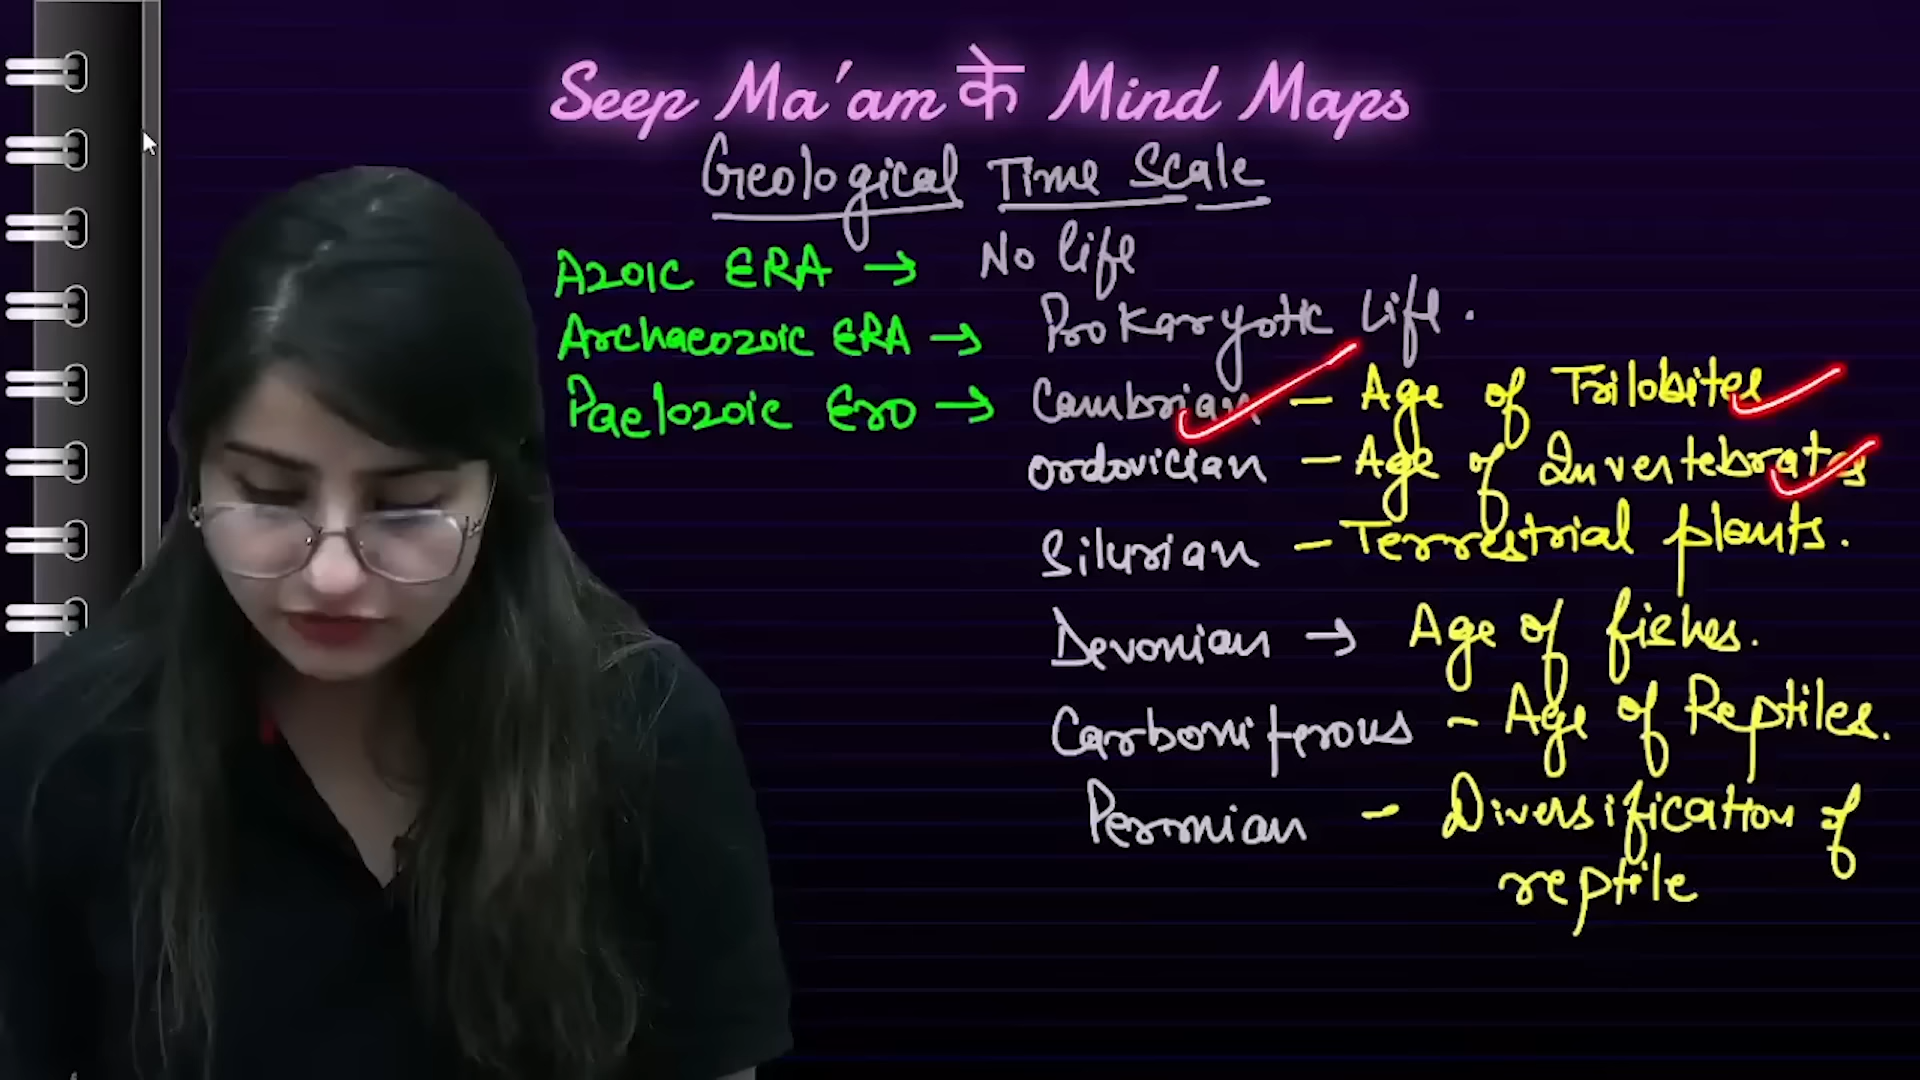 Seep Ma'am के Mind Maps
Geological Time Scale
Azoic ERA → No life
Archaeozoic ERA → Prokaryotic Life.
Paelozoic Era → Cambrian - Age of Trilobites
Ordovician - Age of Invertebrates
Silurian - Terrestrial plants.
Devonian → Age of fishes.
Carboniferous - Age of Reptiles.
Permian - Diversification of
reptile